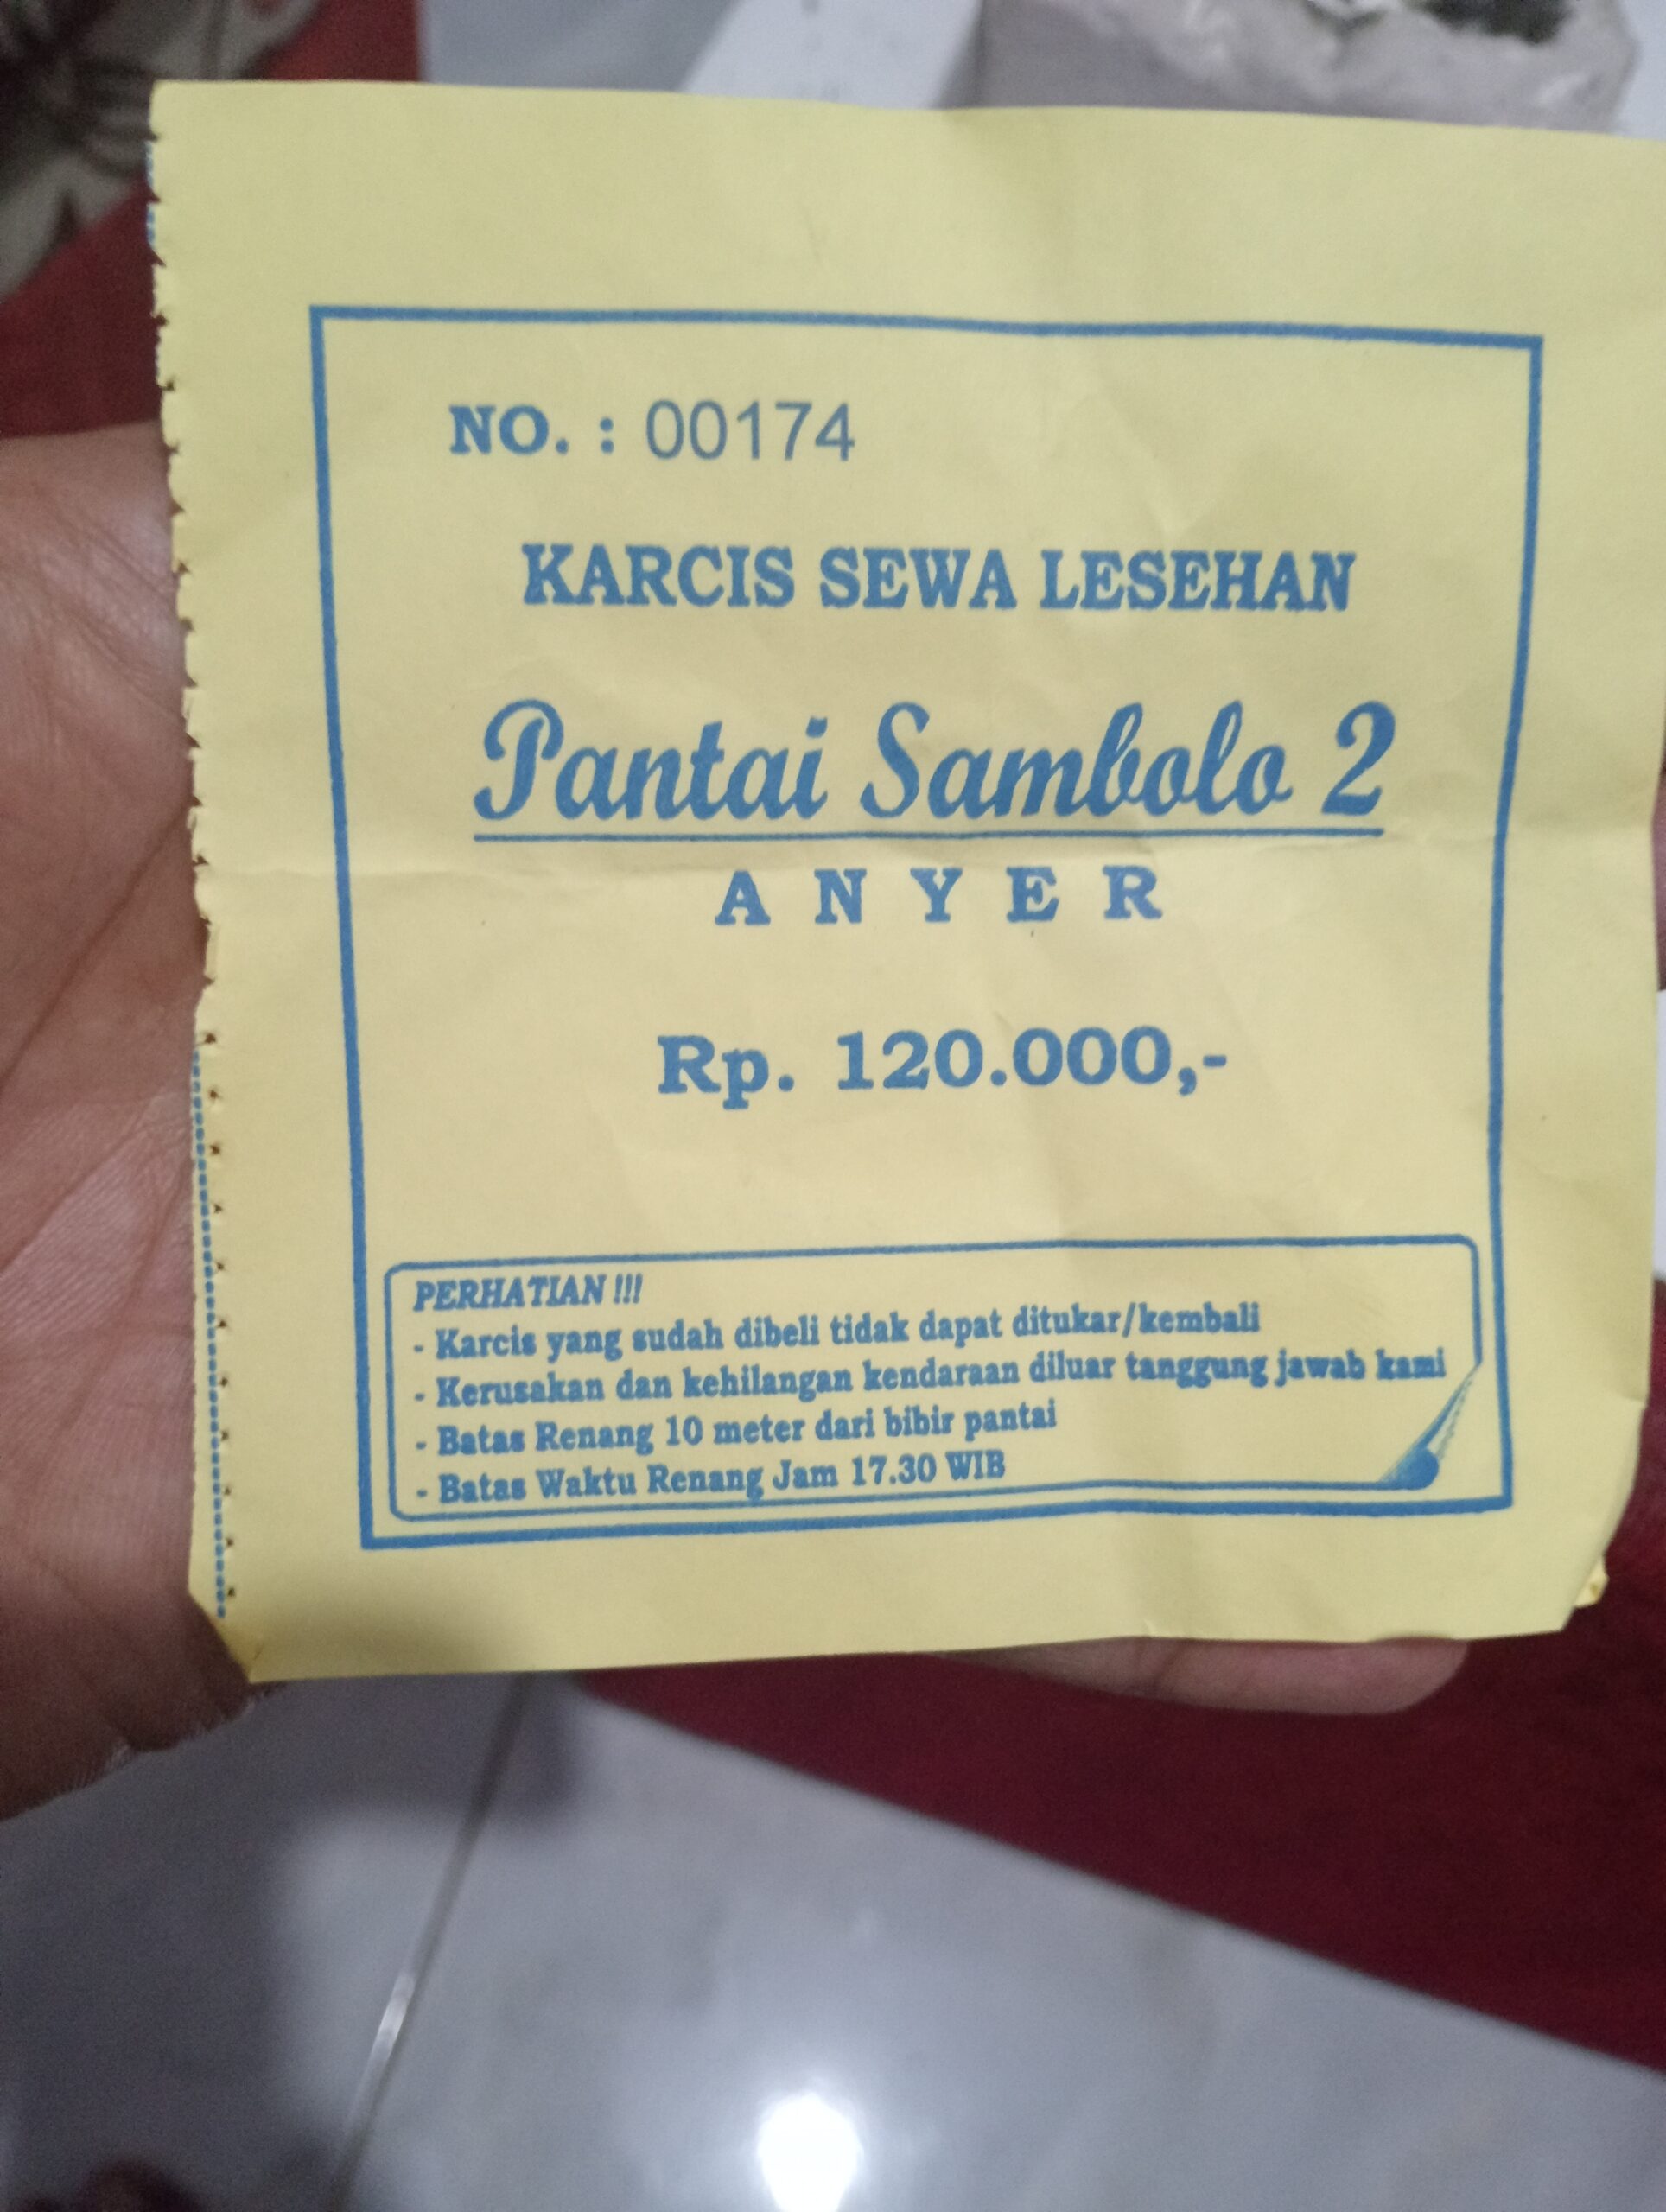 NO. : 00174
KARCIS SEWA LESEHAN
Pantai Sambolo 2
ANYER
Rp. 120.000,-
PERHATIAN !!!
- Karcis yang sudah dibeli tidak dapat ditukar/kembali
- Kerusakan dan kehilangan kendaraan diluar tanggung jawab kami
- Batas Renang 10 meter dari bibir pantai
- Batas Waktu Renang Jam 17.30 WIB